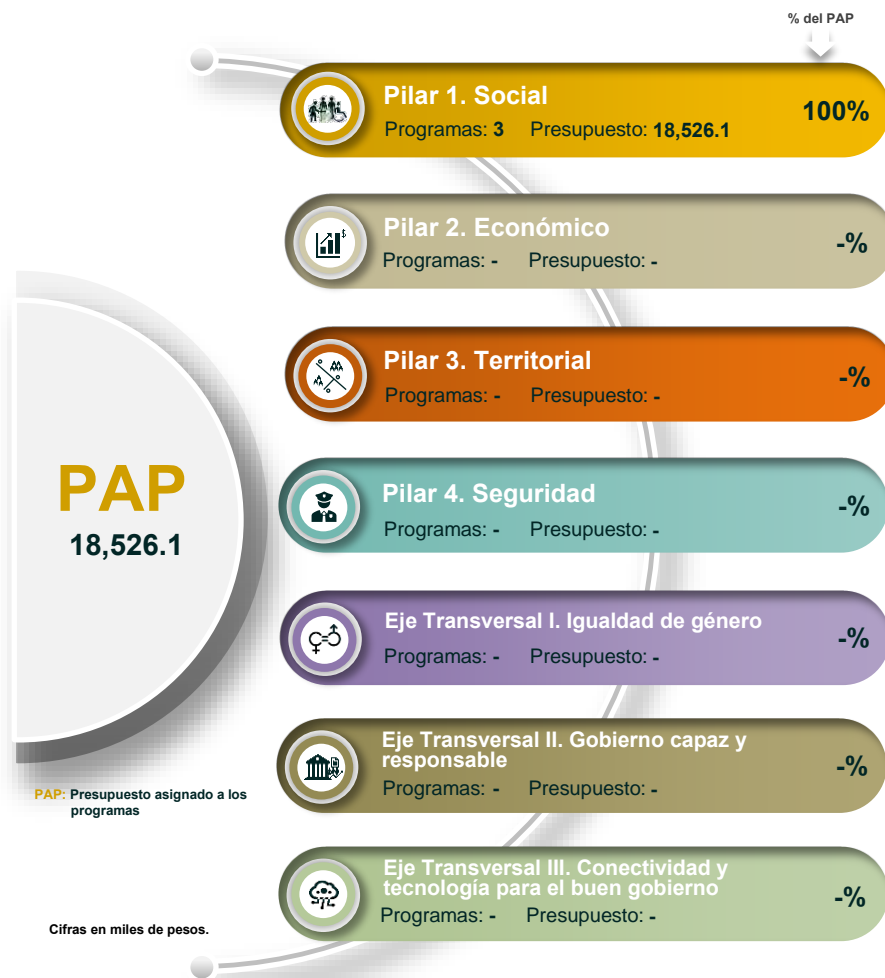 % del PAP
Pilar 1. Social
Programas: 3 Presupuesto: 18,526.1
100%
Pilar 2. Económico
Programas: - Presupuesto: -
-%
Pilar 3. Territorial
Programas: - Presupuesto: -
-%
Pilar 4. Seguridad
Programas: - Presupuesto: -
-%
Eje Transversal I. Igualdad de género
Programas: - Presupuesto: -
-%
Eje Transversal II. Gobierno capaz y
responsable
Programas: - Presupuesto: -
-%
Eje Transversal III. Conectividad y
tecnología para el buen gobierno
Programas: - Presupuesto: -
-%
PAP
18,526.1
PAP: Presupuesto asignado a los
programas
Cifras en miles de pesos.